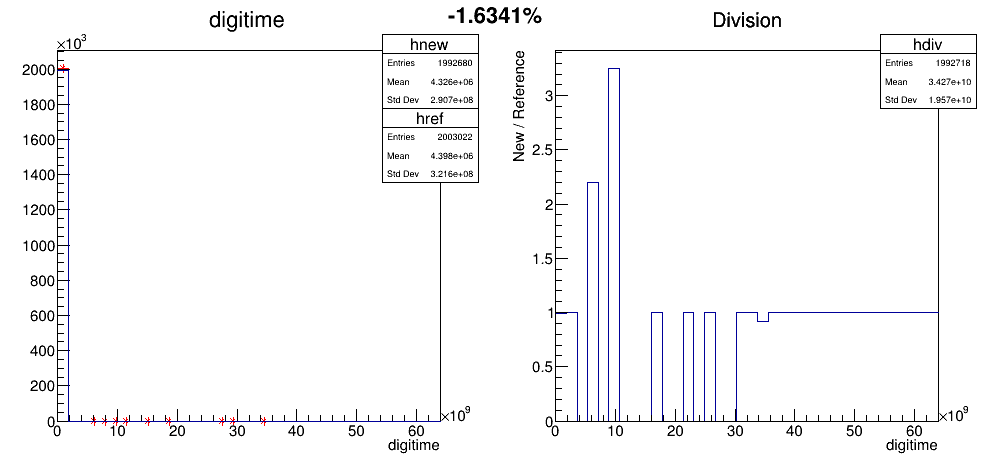 -1.6341%
digitime
×10³
hnew
Entries 1992680
Mean 4.326e+06
Std Dev 2.907e+08
href
Entries 2003022
Mean 4.398e+06
Std Dev 3.216e+08
2000
1800
1600
1400
1200
1000
800
600
400
200
0
0 10 20 30 40 50 60
×10⁹
digitime
Division
hdiv
Entries 1992718
Mean 3.427e+10
Std Dev 1.957e+10
New / Reference
3
2.5
2
1.5
1
0.5
0
0 10 20 30 40 50 60
×10⁹
digitime